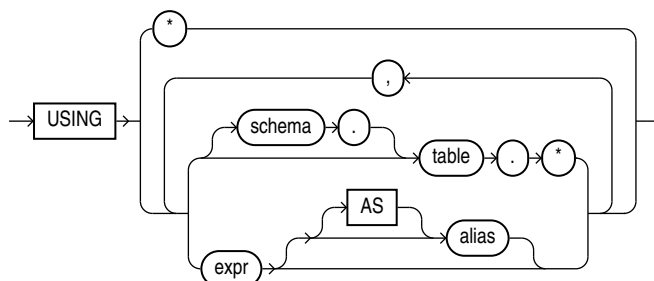 *
,
USING
schema .
table . *
AS
alias
expr